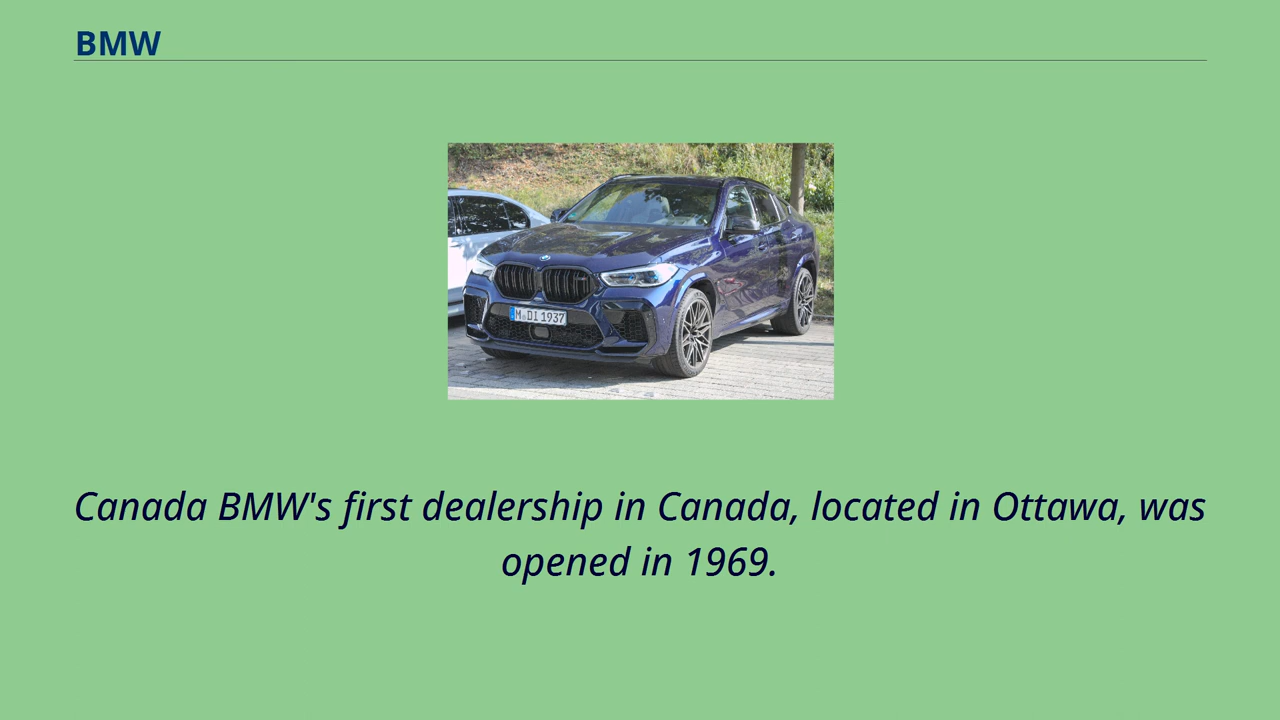 BMW
M DI 1937
Canada BMW's first dealership in Canada, located in Ottawa, was
opened in 1969.